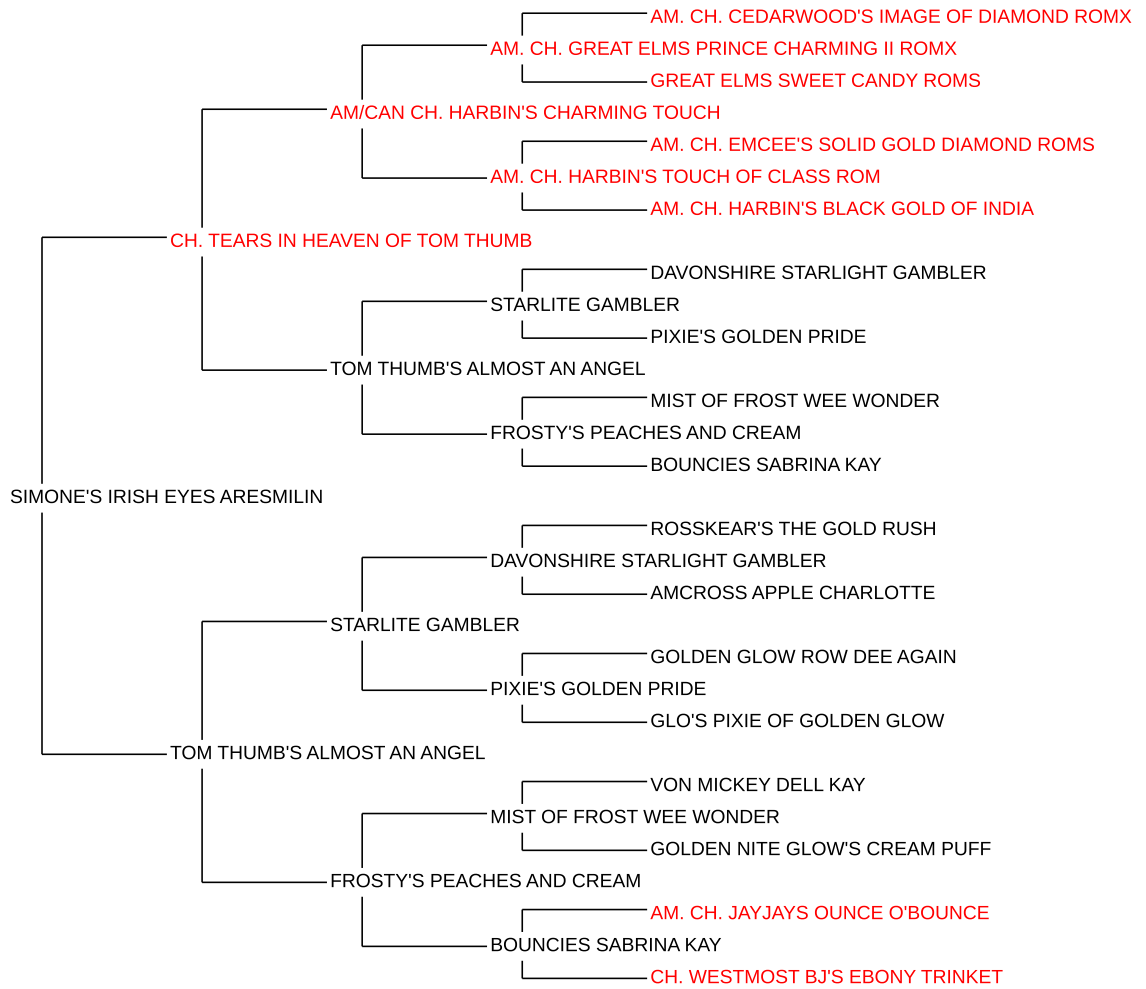 AM. CH. CEDARWOOD'S IMAGE OF DIAMOND ROMX
AM. CH. GREAT ELMS PRINCE CHARMING II ROMX
GREAT ELMS SWEET CANDY ROMS
AM/CAN CH. HARBIN'S CHARMING TOUCH
AM. CH. EMCEE'S SOLID GOLD DIAMOND ROMS
AM. CH. HARBIN'S TOUCH OF CLASS ROM
AM. CH. HARBIN'S BLACK GOLD OF INDIA
CH. TEARS IN HEAVEN OF TOM THUMB
DAVONSHIRE STARLIGHT GAMBLER
STARLITE GAMBLER
PIXIE'S GOLDEN PRIDE
TOM THUMB'S ALMOST AN ANGEL
MIST OF FROST WEE WONDER
FROSTY'S PEACHES AND CREAM
BOUNCIES SABRINA KAY
SIMONE'S IRISH EYES ARESMILIN
ROSSKEAR'S THE GOLD RUSH
DAVONSHIRE STARLIGHT GAMBLER
AMCROSS APPLE CHARLOTTE
STARLITE GAMBLER
GOLDEN GLOW ROW DEE AGAIN
PIXIE'S GOLDEN PRIDE
GLO'S PIXIE OF GOLDEN GLOW
TOM THUMB'S ALMOST AN ANGEL
VON MICKEY DELL KAY
MIST OF FROST WEE WONDER
GOLDEN NITE GLOW'S CREAM PUFF
FROSTY'S PEACHES AND CREAM
AM. CH. JAYJAYS OUNCE O'BOUNCE
BOUNCIES SABRINA KAY
CH. WESTMOST BJ'S EBONY TRINKET